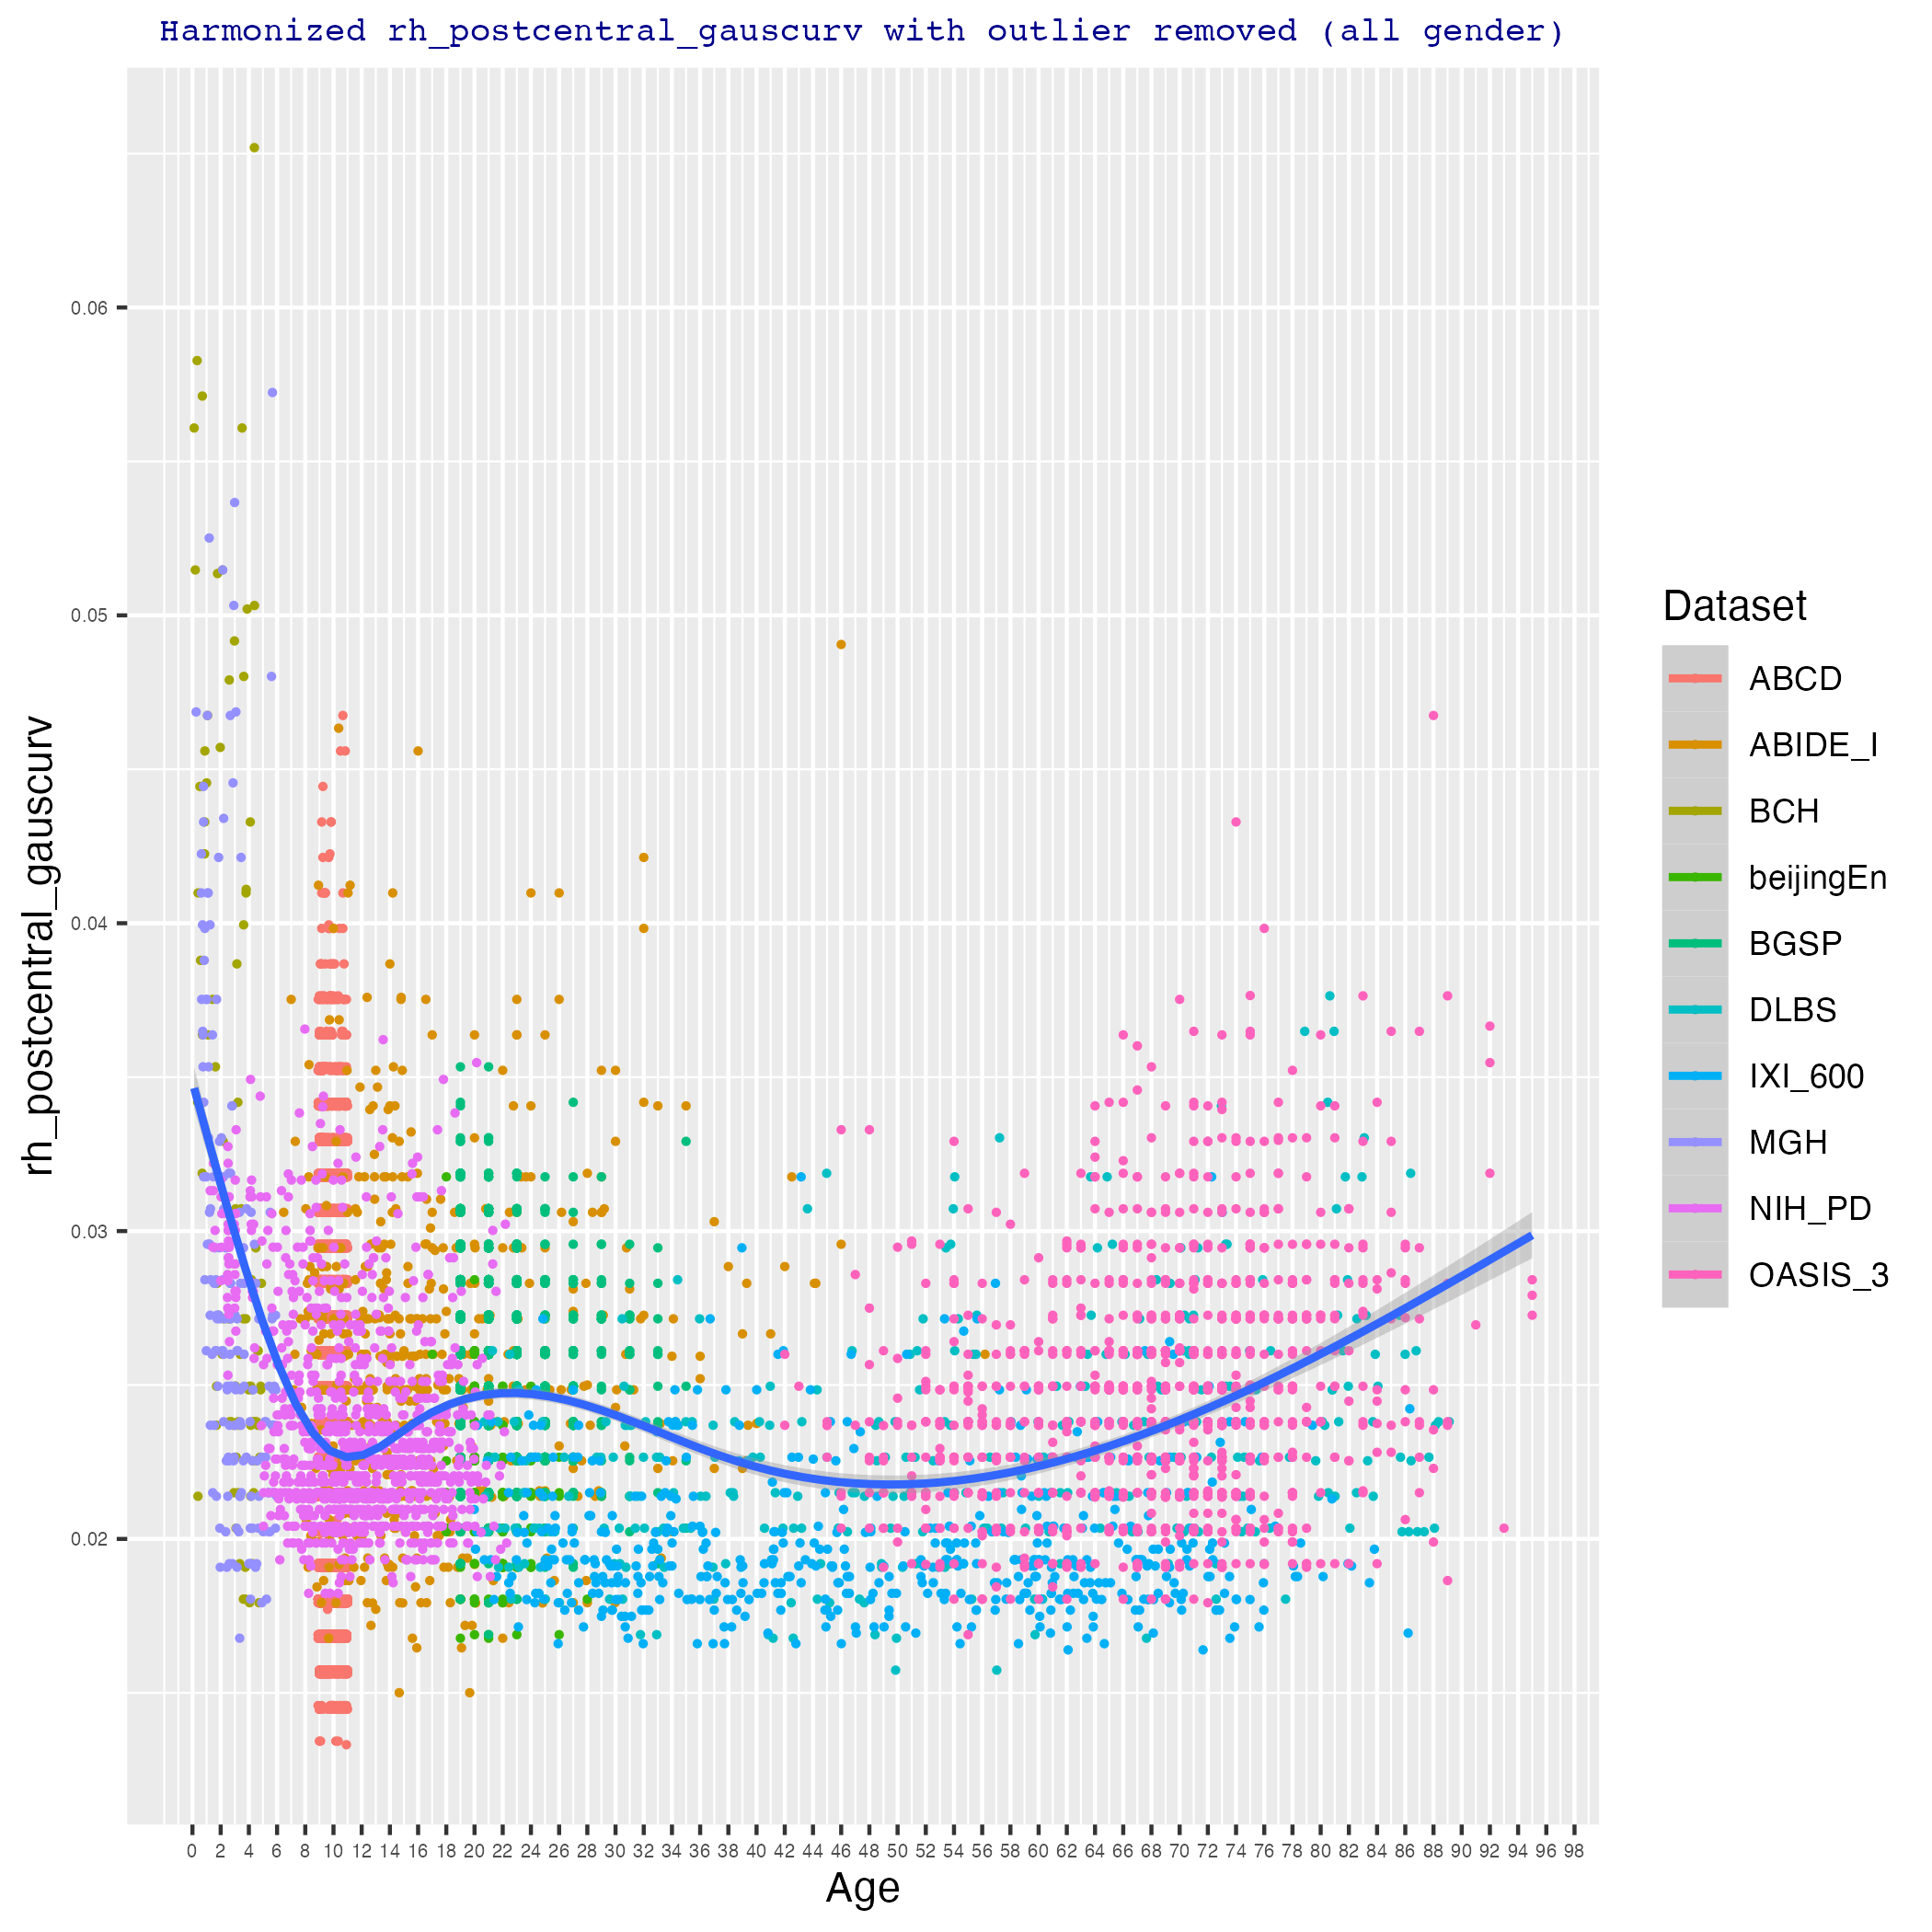 Harmonized rh_postcentral_gauscurv with outlier removed (all gender)
rh_postcentral_gauscurv
0.06
0.05
0.04
0.03
0.02
0 2 4 6 8 10 12 14 16 18 20 22 24 26 28 30 32 34 36 38 40 42 44 46 48 50 52 54 56 58 60 62 64 66 68 70 72 74 76 78 80 82 84 86 88 90 92 94 96 98
Age
Dataset
ABCD
ABIDE_I
BCH
beijingEn
BGSP
DLBS
IXI_600
MGH
NIH_PD
OASIS_3